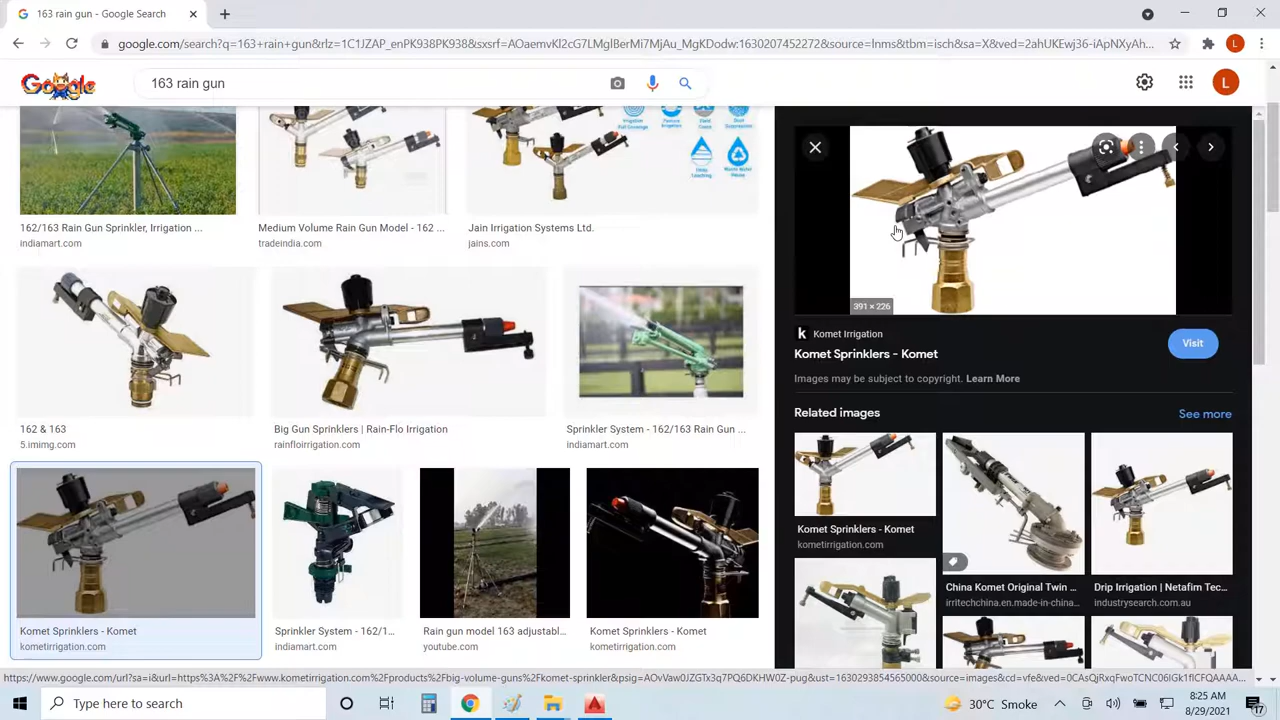 163 rain gun - Google Search
google.com/search?q=163+rain+gun&rlz=1C1JZAP_enPK938PK938&sxsrf=AOaemvKl2cG7LMglBerMi7MjAu_MgKDodw:1630207452272&source=lnms&tbm=isch&sa=X&ved=2ahUKEwj36-iApNXyAh...
L
Google
163 rain gun
L
162/163 Rain Gun Sprinkler, Irrigation ...
indiamart.com
Medium Volume Rain Gun Model - 162 ...
tradeindia.com
Jain Irrigation Systems Ltd.
jains.com
162 & 163
5.imimg.com
Big Gun Sprinklers | Rain-Flo Irrigation
rainfloirrigation.com
Sprinkler System - 162/163 Rain Gun ...
indiamart.com
Komet Sprinklers - Komet
kometirrigation.com
Sprinkler System - 162/1...
indiamart.com
Rain gun model 163 adjustabl...
youtube.com
Komet Sprinklers - Komet
kometirrigation.com
391 × 226
k Komet Irrigation
Komet Sprinklers - Komet
Visit
Images may be subject to copyright. Learn More
Related images
See more
Komet Sprinklers - Komet
kometirrigation.com
China Komet Original Twin ...
irritechchina.en.made-in-china...
Drip Irrigation | Netafim Tec...
industrysearch.com.au
Type here to search
30°C Smoke
8:25 AM
8/29/2021
17